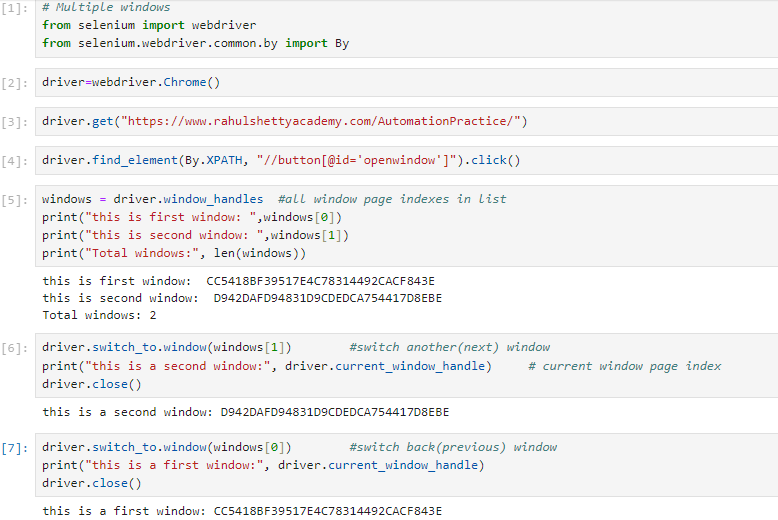 [1]: # Multiple windows
from selenium import webdriver
from selenium.webdriver.common.by import By
[2]: driver=webdriver.Chrome()
[3]: driver.get("https://www.rahulshettyacademy.com/AutomationPractice/")
[4]: driver.find_element(By.XPATH, "//button[@id='openwindow']").click()
[5]: windows = driver.window_handles  #all window page indexes in list
print("this is first window: ",windows[0])
print("this is second window: ",windows[1])
print("Total windows:", len(windows))
this is first window:  CC5418BF39517E4C78314492CACF843E
this is second window:  D942DAFD94831D9CDEDCA754417D8EBE
Total windows: 2
[6]: driver.switch_to.window(windows[1])        #switch another(next) window
print("this is a second window:", driver.current_window_handle)     # current window page index
driver.close()
this is a second window: D942DAFD94831D9CDEDCA754417D8EBE
[7]: driver.switch_to.window(windows[0])        #switch back(previous) window
print("this is a first window:", driver.current_window_handle)
driver.close()
this is a first window: CC5418BF39517E4C78314492CACF843E